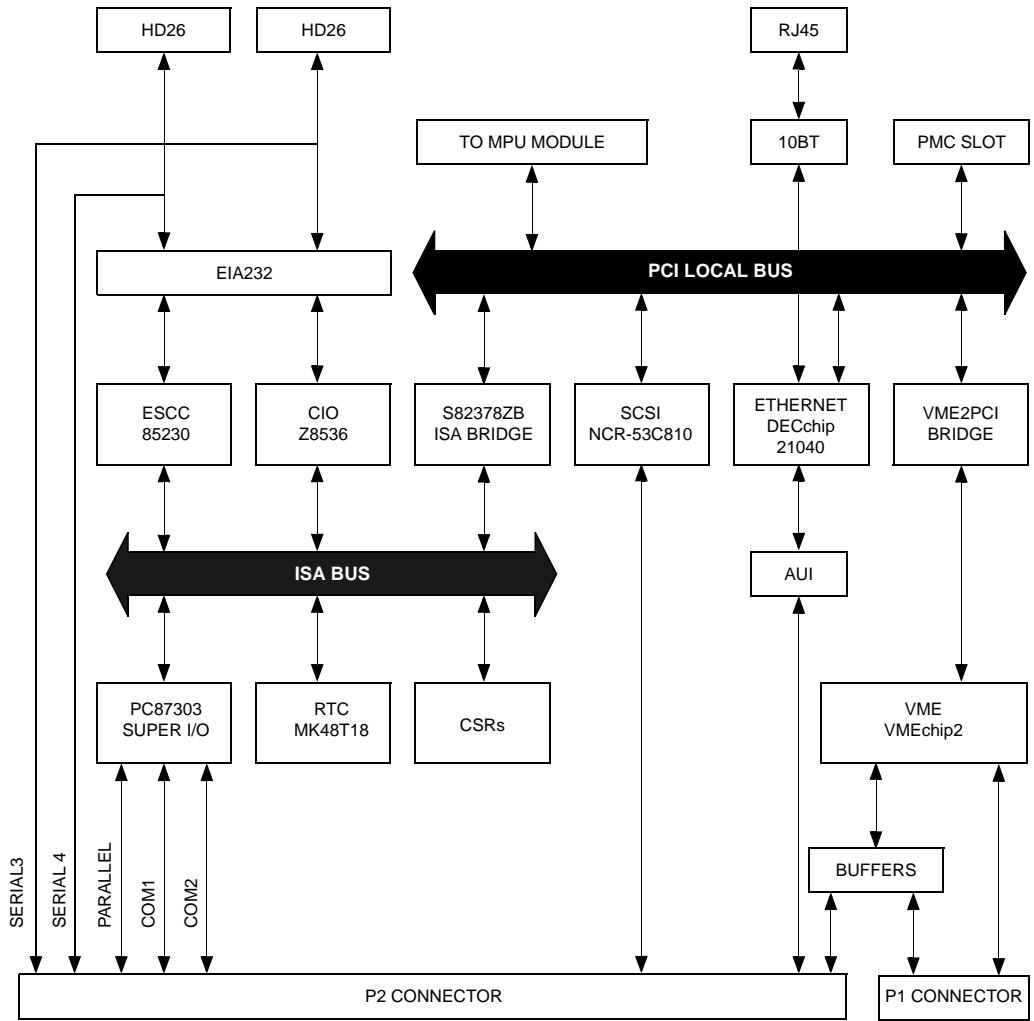 HD26
HD26
RJ45
TO MPU MODULE
10BT
PMC SLOT
EIA232
PCI LOCAL BUS
ESCC
85230
CIO
Z8536
S82378ZB
ISA BRIDGE
SCSI
NCR-53C810
ETHERNET
DECchip
21040
VME2PCI
BRIDGE
ISA BUS
AUI
PC87303
SUPER I/O
RTC
MK48T18
CSRs
VME
VMEchip2
SERIAL3
SERIAL 4
PARALLEL
COM1
COM2
BUFFERS
P2 CONNECTOR
P1 CONNECTOR